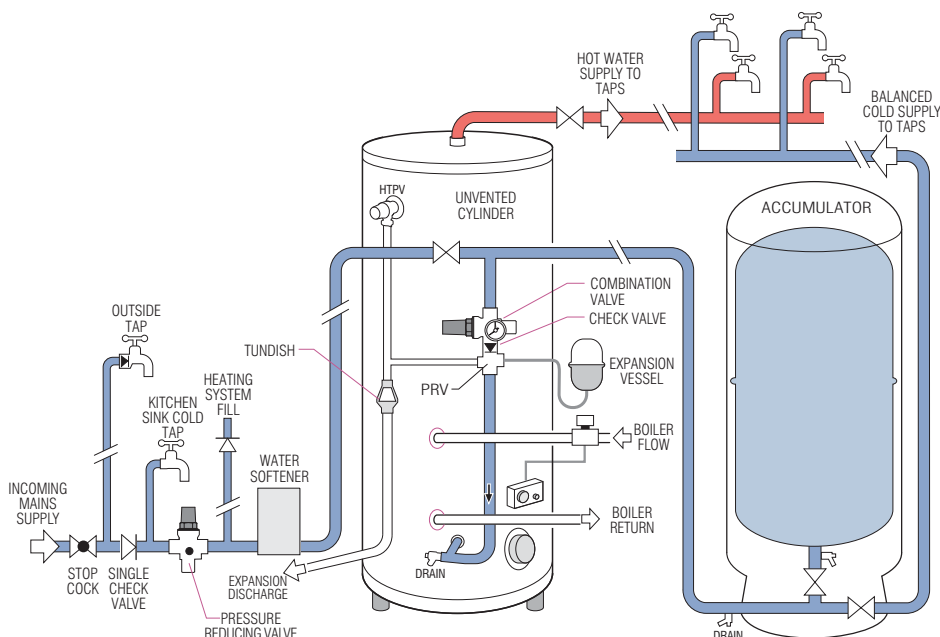 HOT WATER
SUPPLY TO
TAPS
BALANCED
COLD SUPPLY
TO TAPS
HTPV
UNVENTED
CYLINDER
ACCUMULATOR
COMBINATION
VALVE
CHECK VALVE
OUTSIDE
TAP
TUNDISH
EXPANSION
VESSEL
PRV
HEATING
SYSTEM
FILL
KITCHEN
SINK COLD
TAP
BOILER
FLOW
WATER
SOFTENER
INCOMING
MAINS
SUPPLY
BOILER
RETURN
STOP
COCK
SINGLE
CHECK
VALVE
EXPANSION
DISCHARGE
DRAIN
PRESSURE
REDUCING VALVE
DRAIN